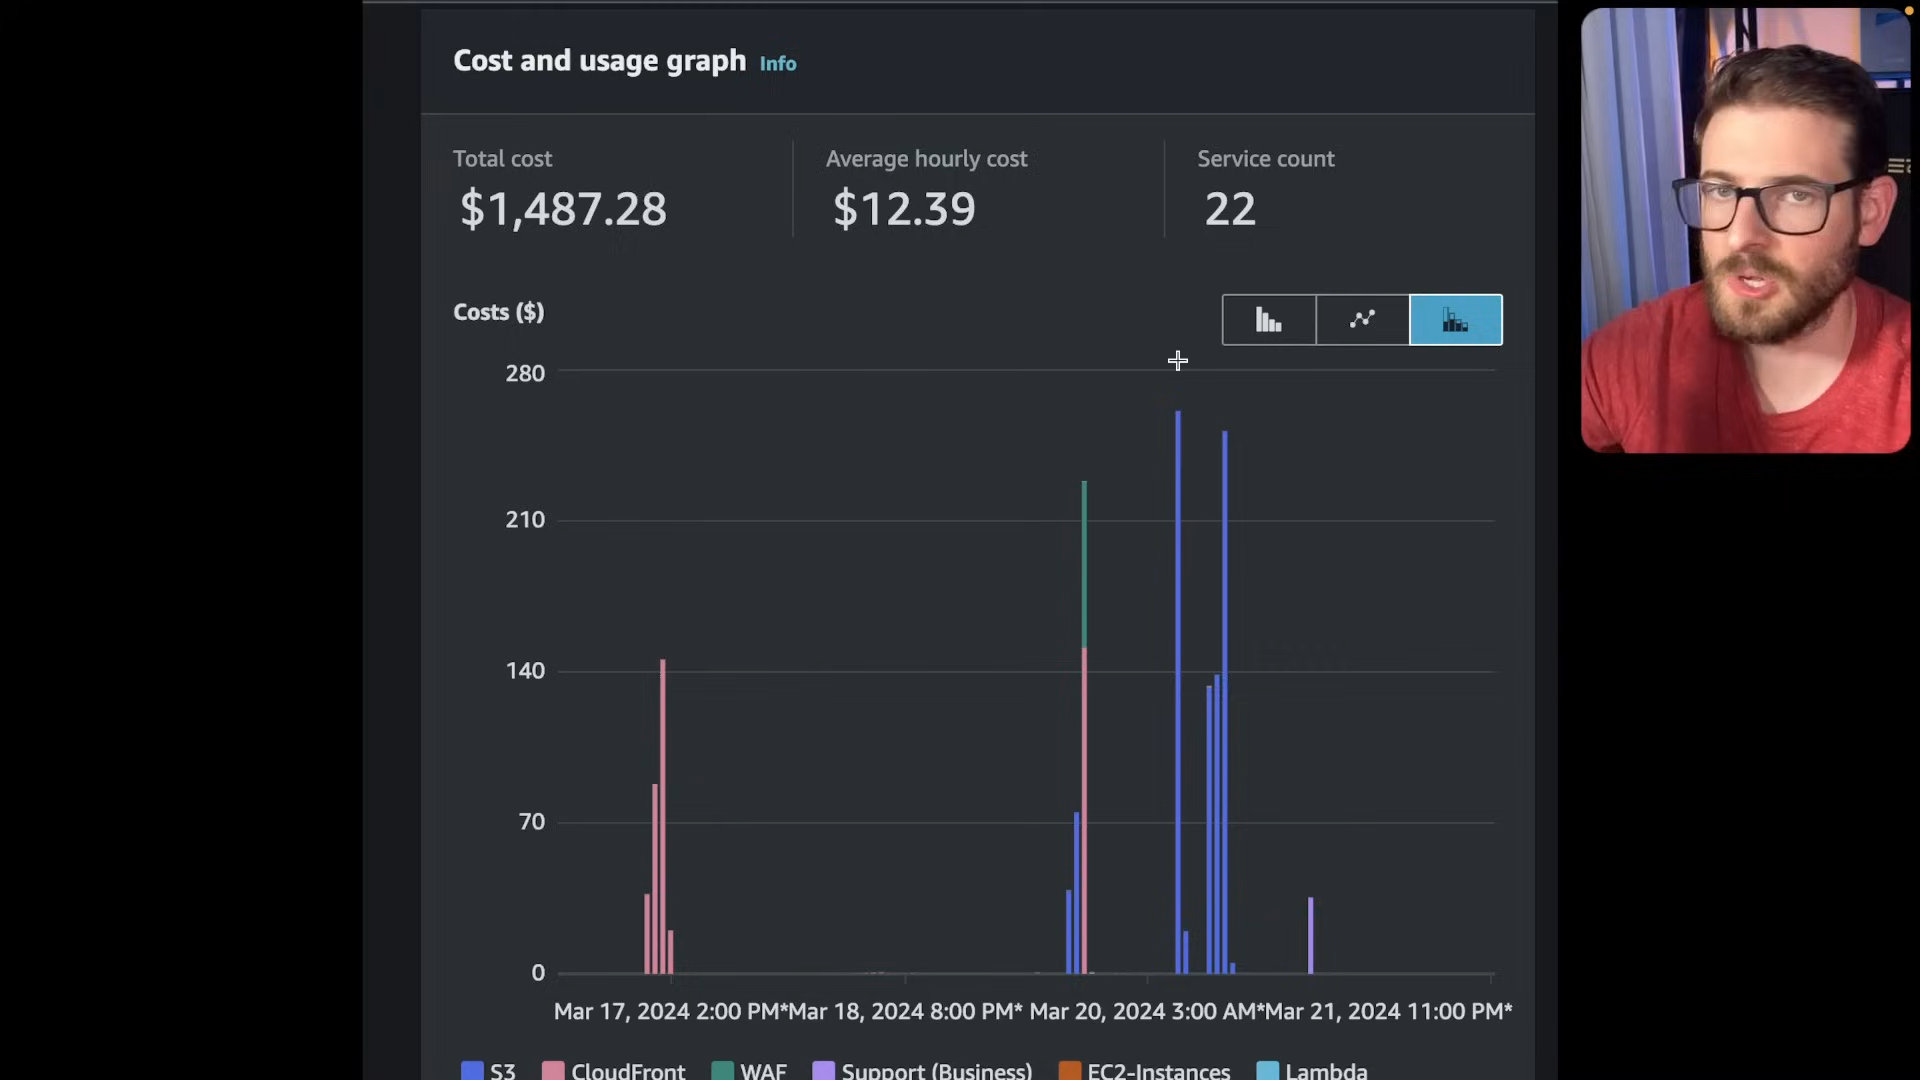 Cost and usage graph Info
Total cost Average hourly cost Service count
$1,487.28 $12.39 22
Costs ($)
280
210
140
70
0
Mar 17, 2024 2:00 PM* Mar 18, 2024 8:00 PM* Mar 20, 2024 3:00 AM* Mar 21, 2024 11:00 PM*
S3 CloudFront WAF Support (Business) EC2-Instances Lambda